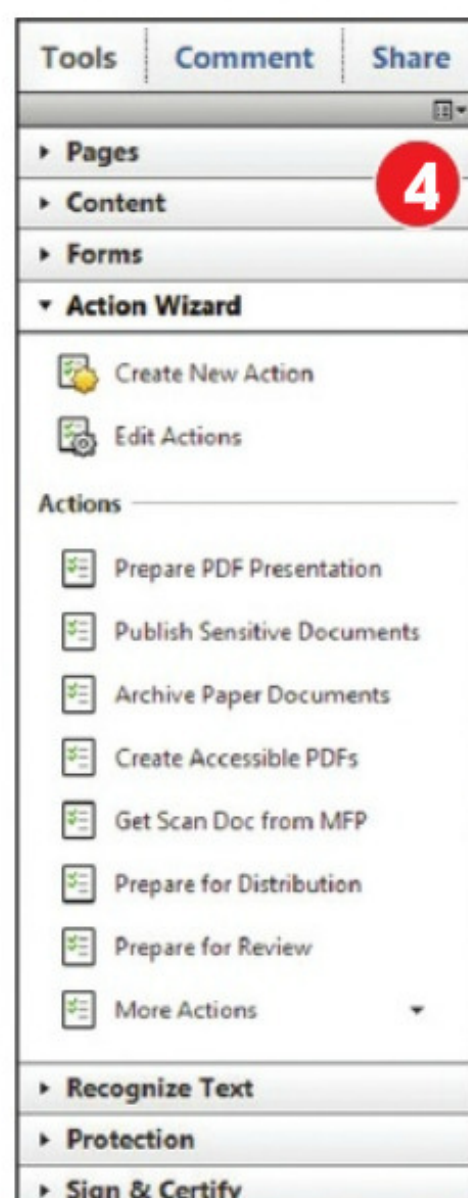 Tools Comment Share
Pages
4
Content
Forms
Action Wizard
Create New Action
Edit Actions
Actions
Prepare PDF Presentation
Publish Sensitive Documents
Archive Paper Documents
Create Accessible PDFs
Get Scan Doc from MFP
Prepare for Distribution
Prepare for Review
More Actions
Recognize Text
Protection
Sign & Certify